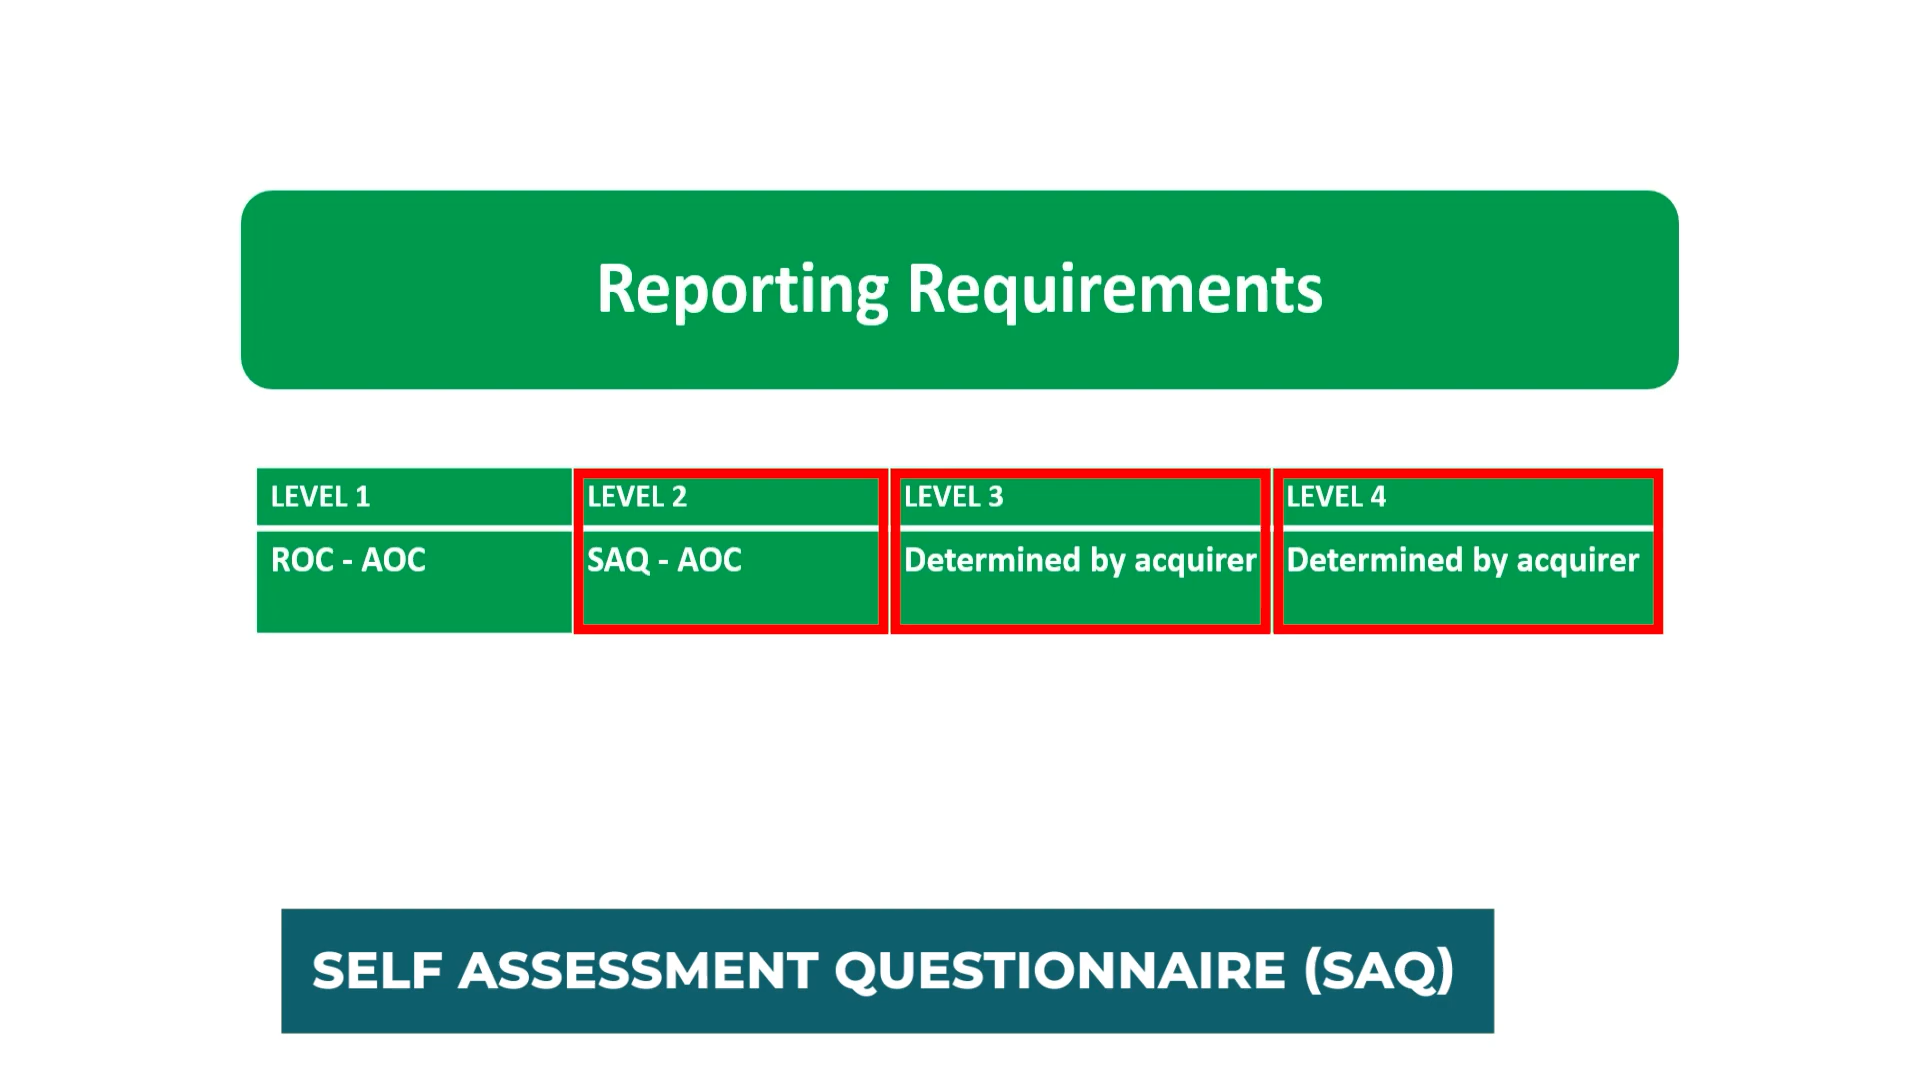 Reporting Requirements
LEVEL 1 LEVEL 2 LEVEL 3 LEVEL 4
ROC - AOC SAQ - AOC Determined by acquirer Determined by acquirer
SELF ASSESSMENT QUESTIONNAIRE (SAQ)